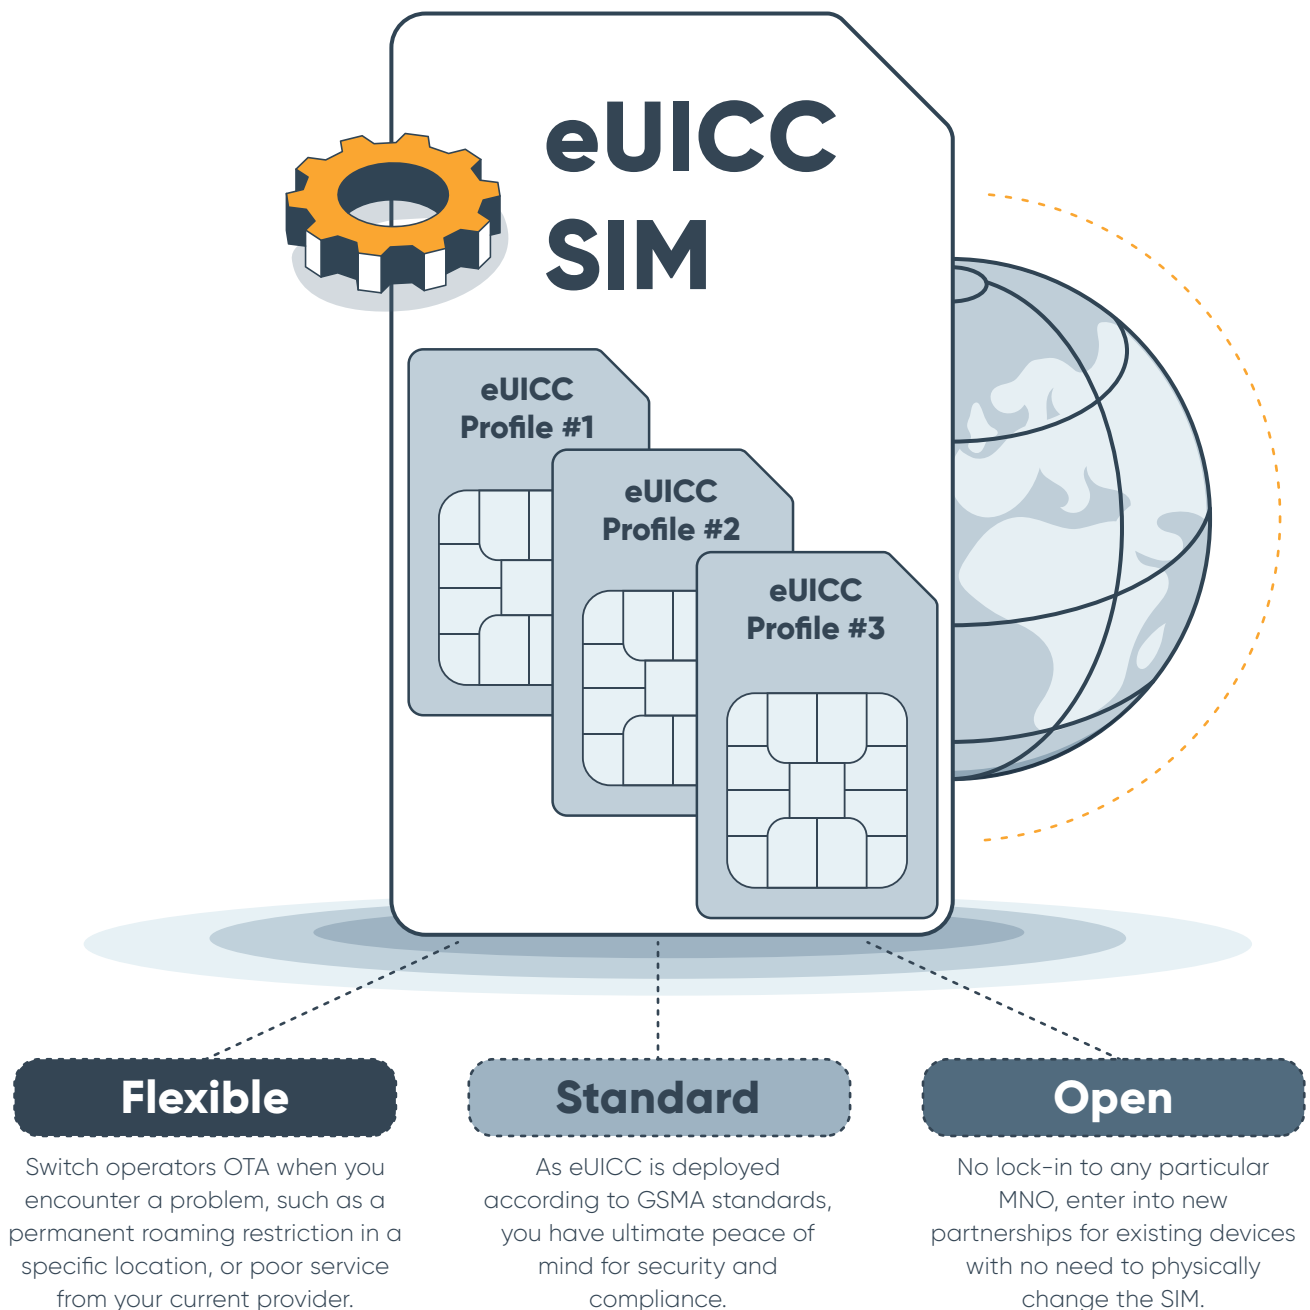 eUICC
SIM
eUICC
Profile #1
eUICC
Profile #2
eUICC
Profile #3
Flexible
Switch operators OTA when you
encounter a problem, such as a
permanent roaming restriction in a
specific location, or poor service
from your current provider.
Standard
As eUICC is deployed
according to GSMA standards,
you have ultimate peace of
mind for security and
compliance.
Open
No lock-in to any particular
MNO, enter into new
partnerships for existing devices
with no need to physically
change the SIM.